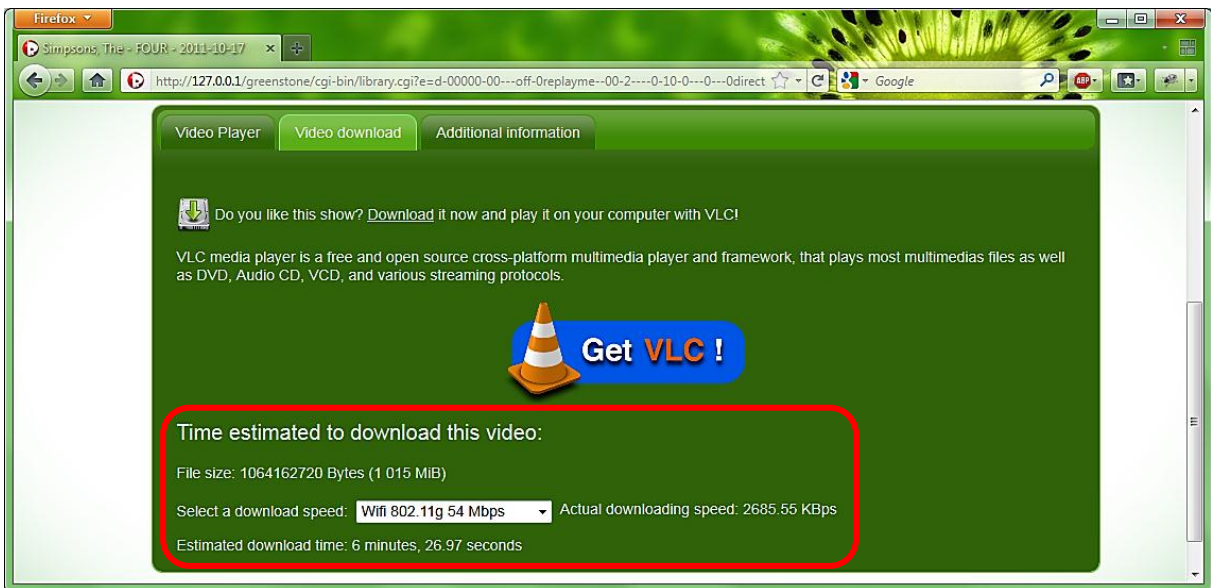 Firefox
Simpsons, The - FOUR - 2011-10-17
http://127.0.0.1/greenstone/cgi-bin/library.cgi?e=d-00000-00---off-0replayme--00-2----0-10-0---0---0direct
Google
ABP
Video Player
Video download
Additional information
Do you like this show? Download it now and play it on your computer with VLC!
VLC media player is a free and open source cross-platform multimedia player and framework, that plays most multimedias files as well
as DVD, Audio CD, VCD, and various streaming protocols.
Get VLC !
Time estimated to download this video:
File size: 1064162720 Bytes (1 015 MiB)
Select a download speed: Wifi 802.11g 54 Mbps Actual downloading speed: 2685.55 KBps
Estimated download time: 6 minutes, 26.97 seconds